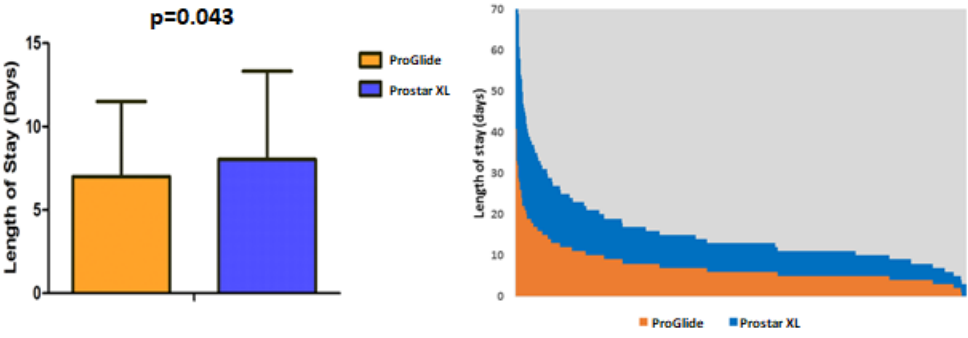 p=0.043
Length of Stay (Days)
15
10
5
0
ProGlide
Prostar XL
Length of stay (days)
70
60
50
40
30
20
10
0
ProGlide
Prostar XL